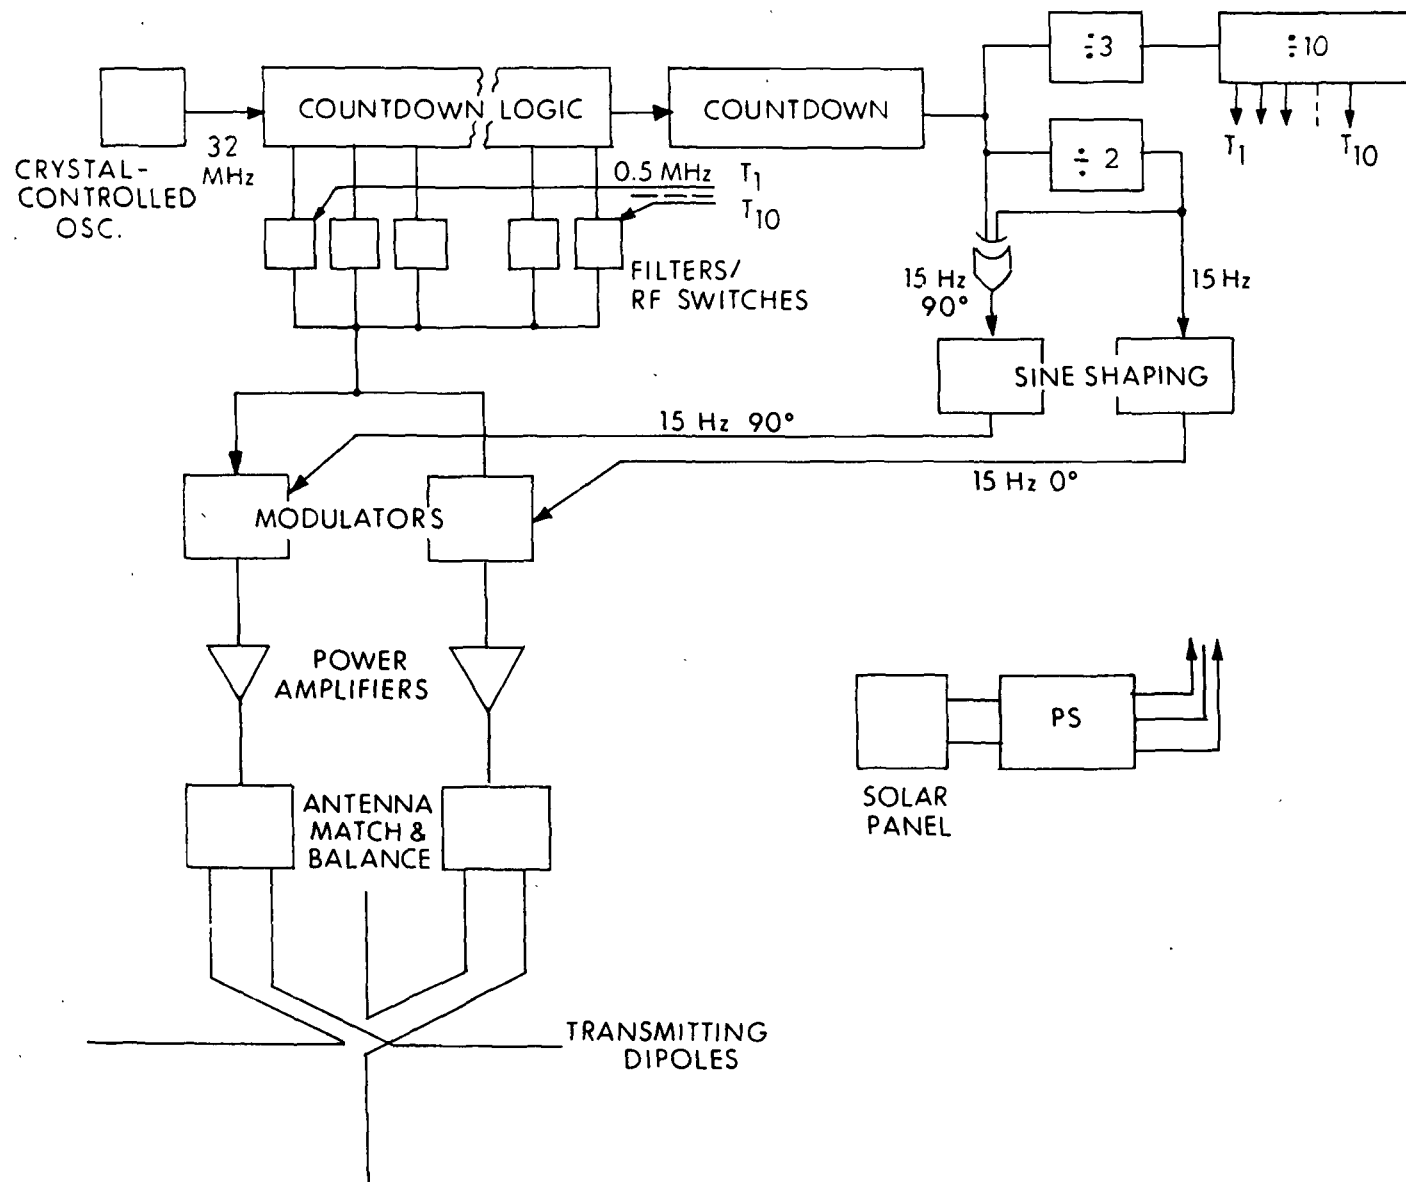 ÷3
÷10
COUNTDOWN LOGIC
COUNTDOWN
32
MHz
CRYSTAL-
CONTROLLED
OSC.
0.5 MHz T1
T10
÷ 2
T1
T10
FILTERS/
RF SWITCHES
15 Hz
90°
15 Hz
SINE SHAPING
15 Hz 90°
15 Hz 0°
MODULATORS
POWER
AMPLIFIERS
PS
SOLAR
PANEL
ANTENNA
MATCH &
BALANCE
TRANSMITTING
DIPOLES